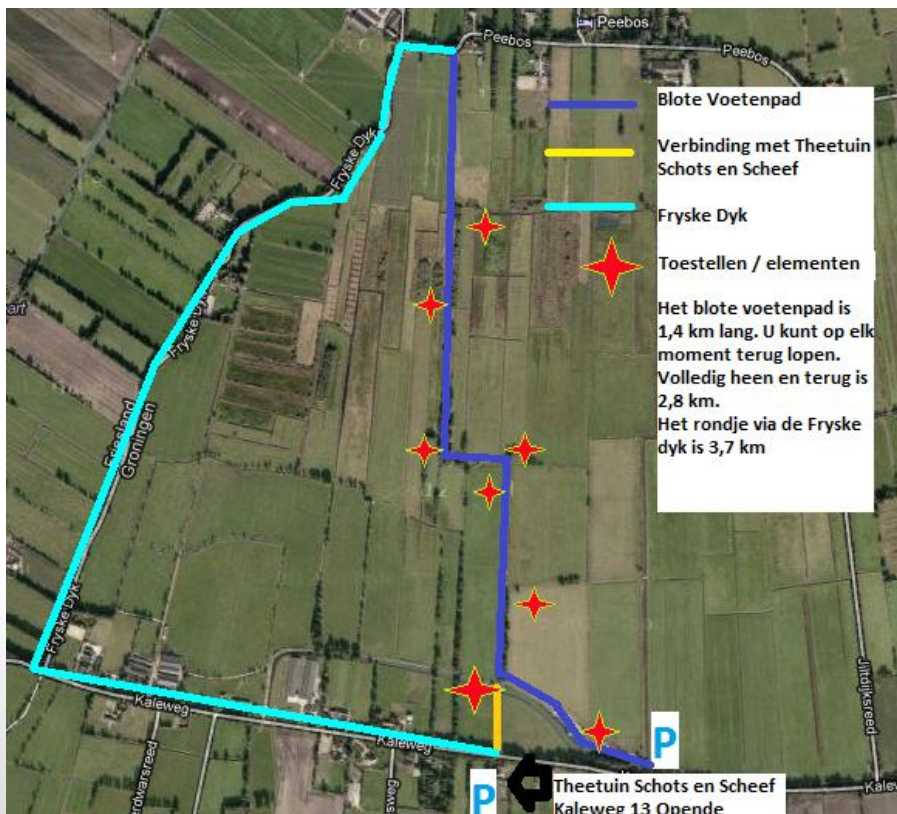 Peebos
Peebos
Peebos
Blote Voetenpad
Verbinding met Theetuin
Schots en Scheef
Fryske Dyk
Toestellen / elementen
Het blote voetenpad is
1,4 km lang. U kunt op elk
moment terug lopen.
Volledig heen en terug is
2,8 km.
Het rondje via de Fryske
dyk is 3,7 km
Fryske Dyk
Fryske Dyk
Friesland
Groningen
Fryske Dyk
Kaleweg
Kaleweg
Jiltdijksreed
P
P
Theetuin Schots en Scheef
Kaleweg 13 Opende